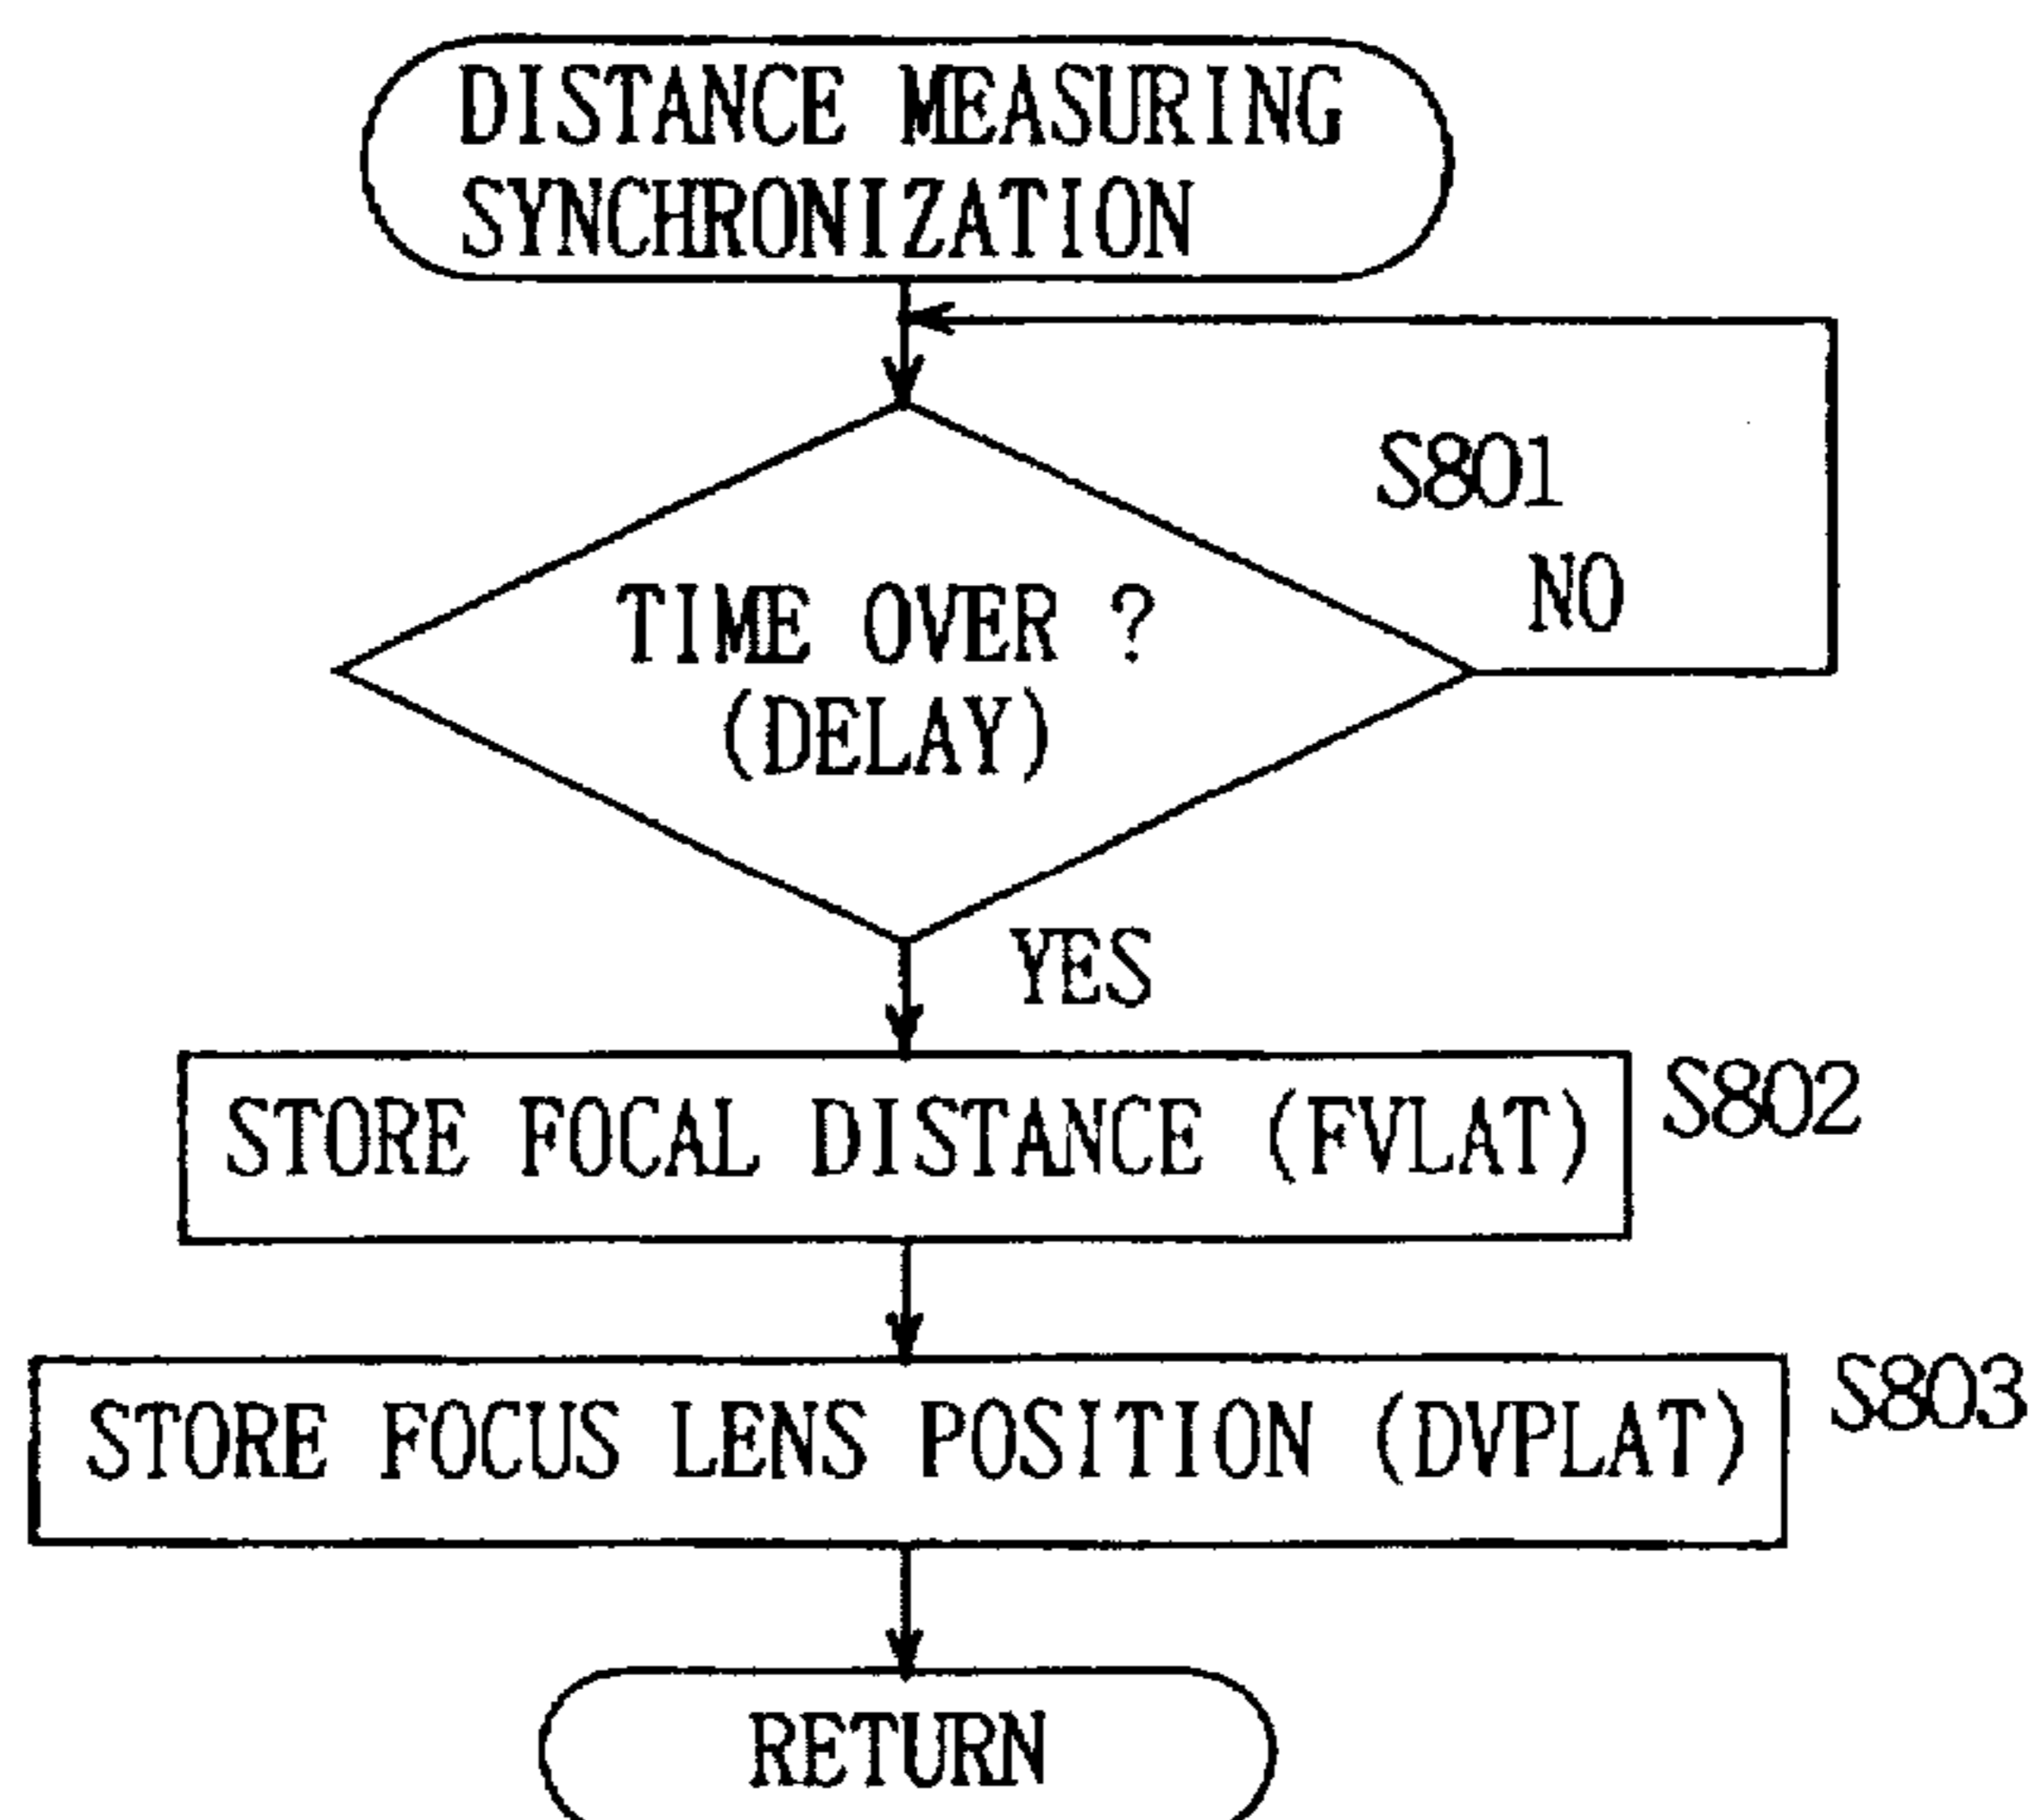 DISTANCE MEASURING
SYNCHRONIZATION
S801
NO
TIME OVER ?
(DELAY)
YES
STORE FOCAL DISTANCE (FVLAT)
S802
STORE FOCUS LENS POSITION (DVPLAT)
S803
RETURN